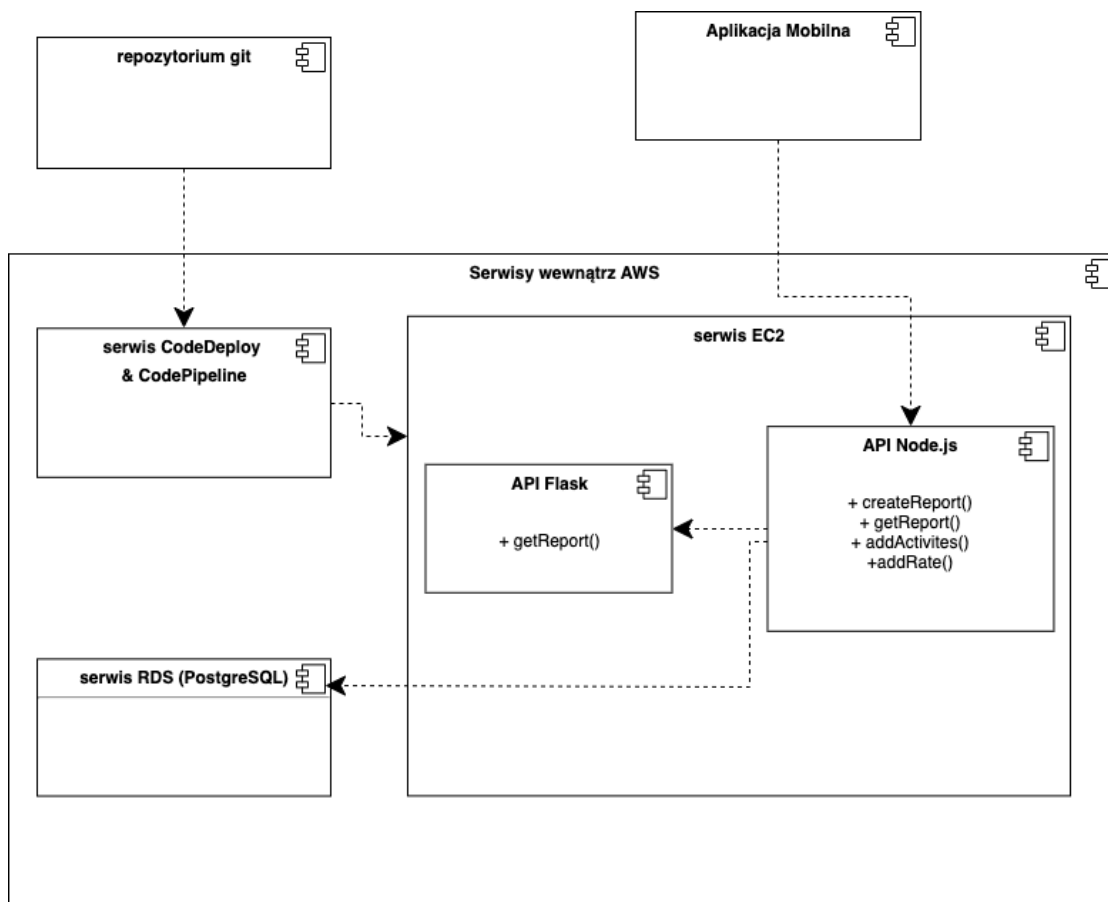 repozytorium git
Aplikacja Mobilna
Serwisy wewnątrz AWS
serwis CodeDeploy
& CodePipeline
serwis EC2
API Flask
+ getReport()
API Node.js
+ createReport()
+ getReport()
+ addActivites()
+addRate()
serwis RDS (PostgreSQL)